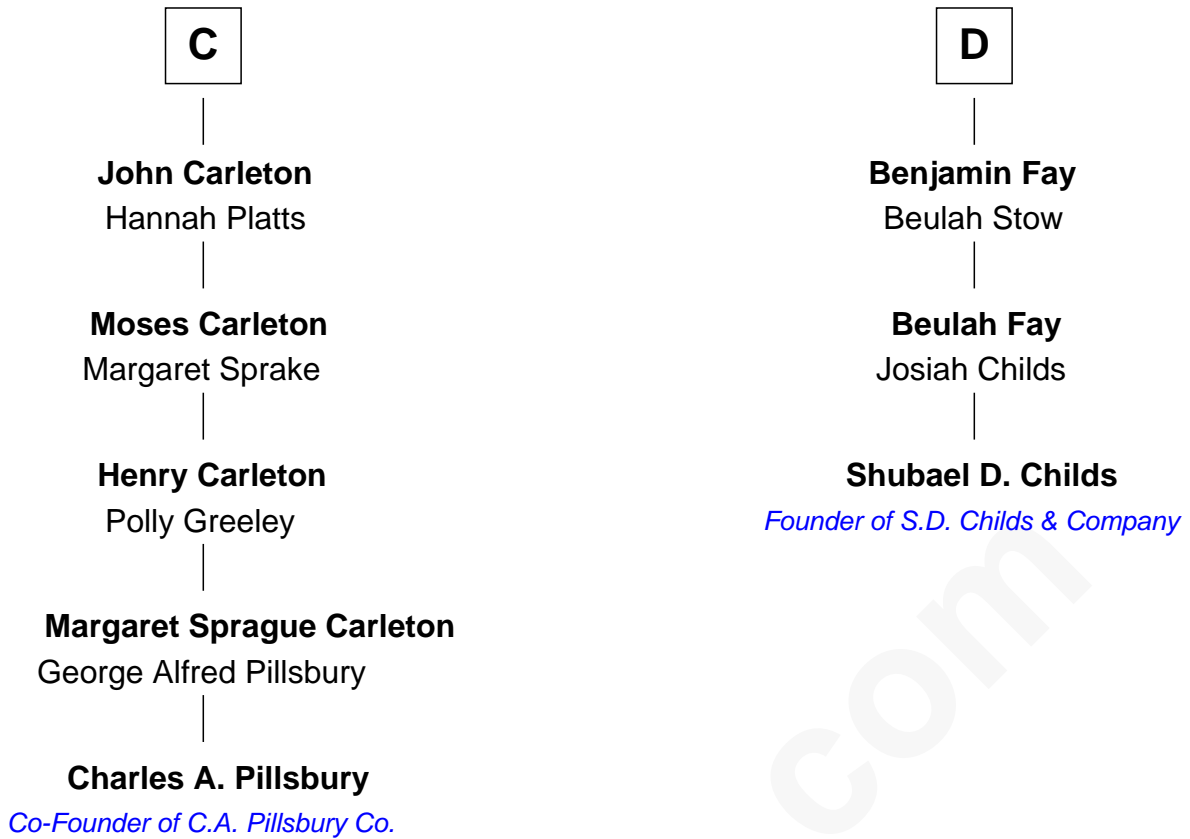 C
John Carleton
Hannah Platts
Moses Carleton
Margaret Sprake
Henry Carleton
Polly Greeley
Margaret Sprague Carleton
George Alfred Pillsbury
Charles A. Pillsbury
Co-Founder of C.A. Pillsbury Co.
D
Benjamin Fay
Beulah Stow
Beulah Fay
Josiah Childs
Shubael D. Childs
Founder of S.D. Childs & Company
com